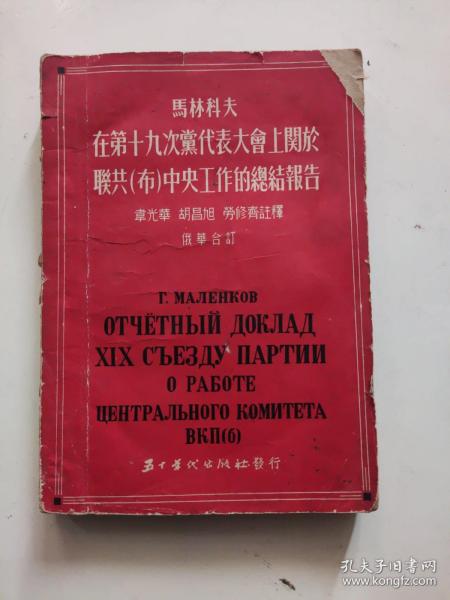 馬林科夫
在第十九次黨代表大會上関於
聯共(布)中央工作的總結報告
韋光華 胡昌旭 勞修齊註釋
俄華合訂
Г. МАЛЕНКОВ
ОТЧЁТНЫЙ ДОКЛАД
XIX СЪЕЗДУ ПАРТИИ
О РАБОТЕ
ЦЕНТРАЛЬНОГО КОМИТЕТА
ВКП(б)
五十年代出版社發行
孔夫子旧书网
www.kongfz.com